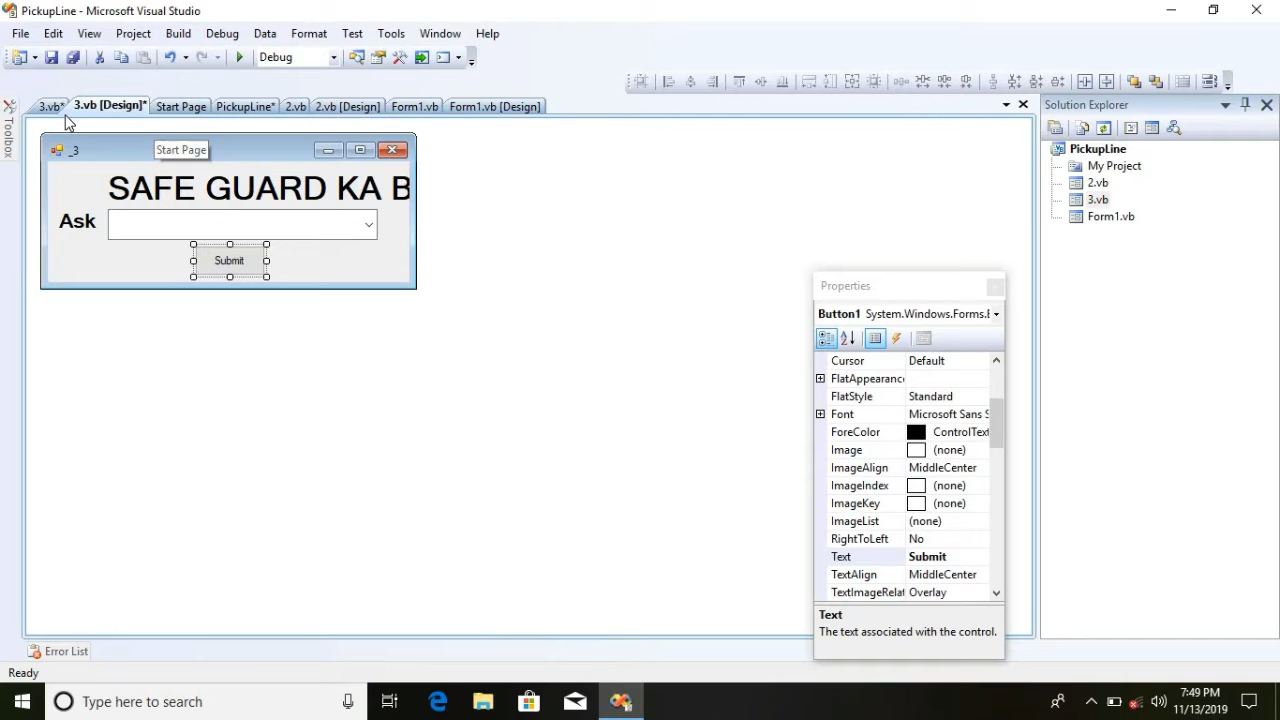 PickupLine - Microsoft Visual Studio
File Edit View Project Build Debug Data Format Test Tools Window Help
Debug
3.vb* 3.vb [Design]* Start Page PickupLine* 2.vb 2.vb [Design] Form1.vb Form1.vb [Design]
Solution Explorer
Toolbox
_3
Start Page
PickupLine
My Project
2.vb
3.vb
Form1.vb
SAFE GUARD KA B
Ask
Submit
Properties
Button1 System.Windows.Forms.
Cursor Default
FlatAppearanc
FlatStyle Standard
Font Microsoft Sans S
ForeColor ControlText
Image (none)
ImageAlign MiddleCenter
ImageIndex (none)
ImageKey (none)
ImageList (none)
RightToLeft No
Text Submit
TextAlign MiddleCenter
TextImageRelat Overlay
Text
The text associated with the control.
Error List
Ready
Type here to search
7:49 PM
11/13/2019